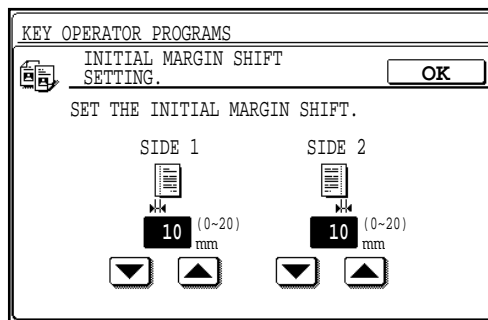 KEY OPERATOR PROGRAMS
INITIAL MARGIN SHIFT
SETTING.
OK
SET THE INITIAL MARGIN SHIFT.
SIDE 1 SIDE 2
10 (0~20) mm 10 (0~20) mm